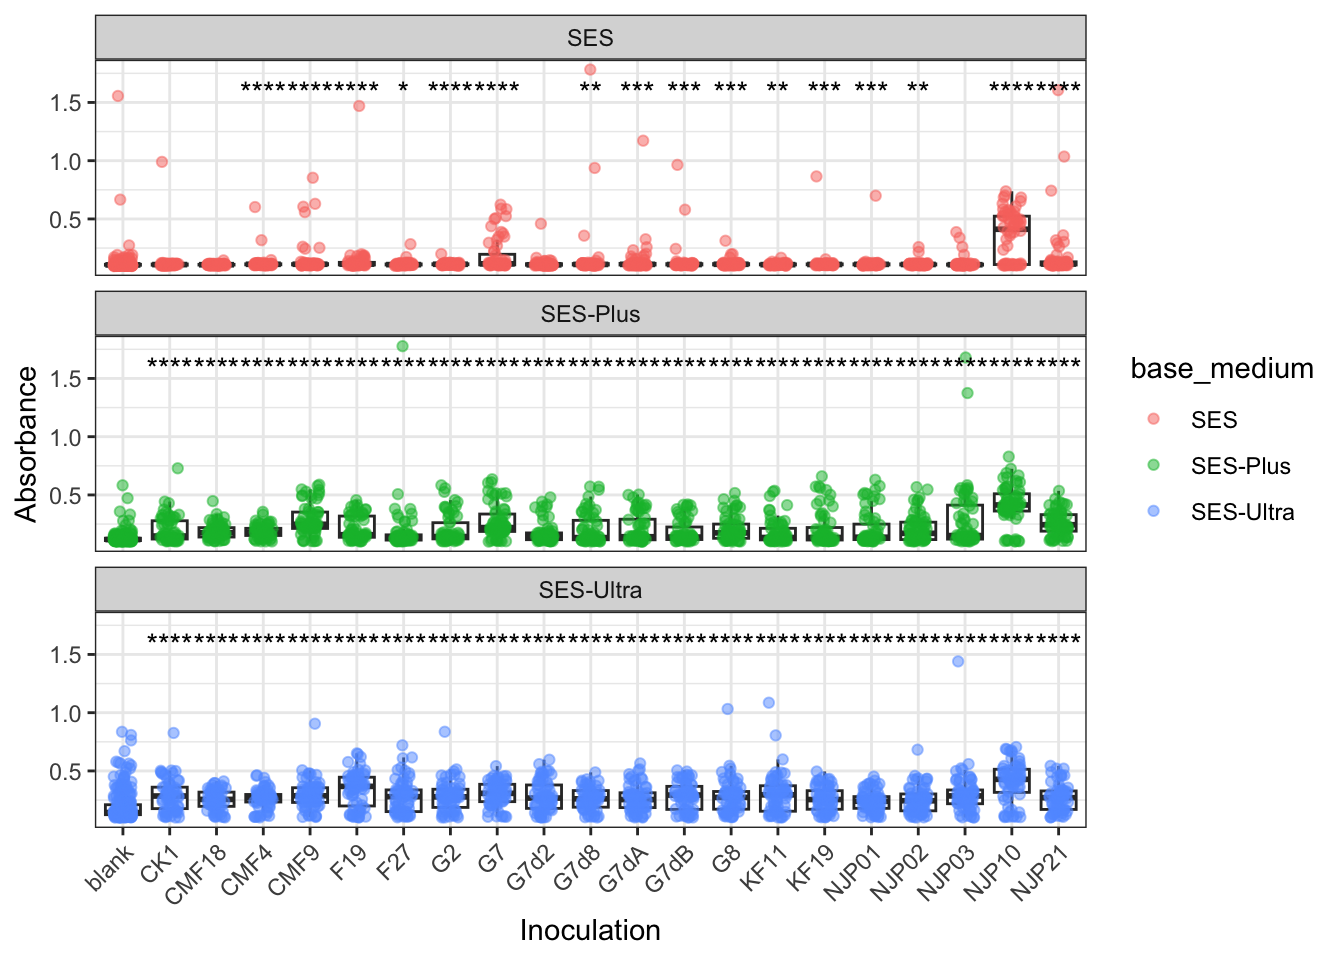 SES
**** **** **** * **** **** ** *** *** *** ** *** *** ** **** ****
1.5
1.0
0.5
SES-Plus
**** **** **** **** **** **** **** **** **** **** **** **** **** **** **** **** **** **** **** ****
1.5
1.0
0.5
SES-Ultra
**** **** **** **** **** **** **** **** **** **** **** **** **** **** **** **** **** **** **** ****
1.5
1.0
0.5
Absorbance
blank CK1 CMF18 CMF4 CMF9 F19 F27 G2 G7 G7d2 G7d8 G7dA G7dB G8 KF11 KF19 NJP01 NJP02 NJP03 NJP10 NJP21
Inoculation
base_medium
SES
SES-Plus
SES-Ultra